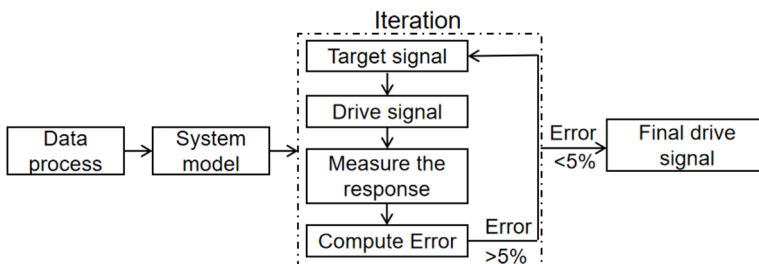 Iteration
Data
process
System
model
Target signal
Drive signal
Measure the
response
Compute Error
Error
>5%
Error
<5%
Final drive
signal